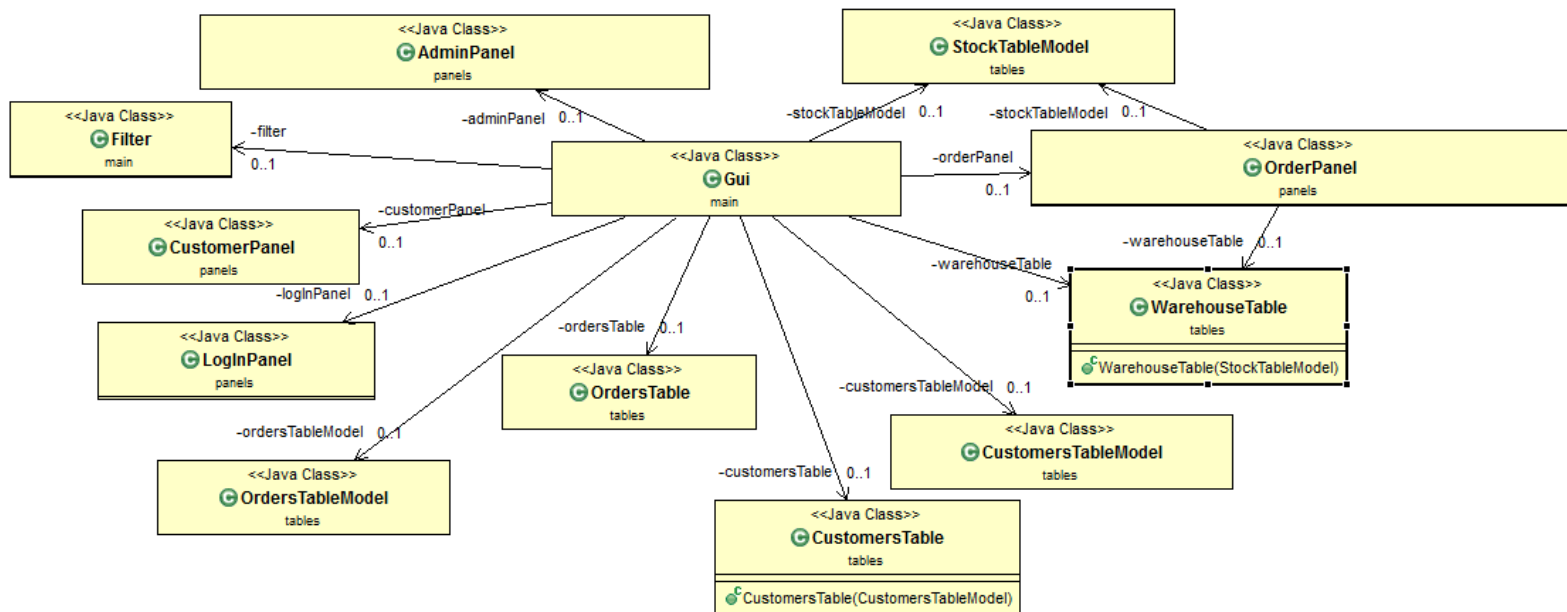 <<Java Class>>
AdminPanel
panels
<<Java Class>>
StockTableModel
tables
-adminPanel 0..1
-stockTableModel 0..1
-stockTableModel 0..1
<<Java Class>>
Filter
main
-filter
0..1
<<Java Class>>
Gui
main
-orderPanel
0..1
<<Java Class>>
OrderPanel
panels
<<Java Class>>
CustomerPanel
panels
-customerPanel
0..1
-warehouseTable 0..1
-warehouseTable
0..1
-logInPanel 0..1
<<Java Class>>
WarehouseTable
tables
WarehouseTable(StockTableModel)
<<Java Class>>
LogInPanel
panels
-ordersTable 0..1
<<Java Class>>
OrdersTable
tables
-customersTableModel 0..1
-ordersTableModel 0..1
<<Java Class>>
CustomersTableModel
tables
<<Java Class>>
OrdersTableModel
tables
-customersTable 0..1
<<Java Class>>
CustomersTable
tables
CustomersTable(CustomersTableModel)